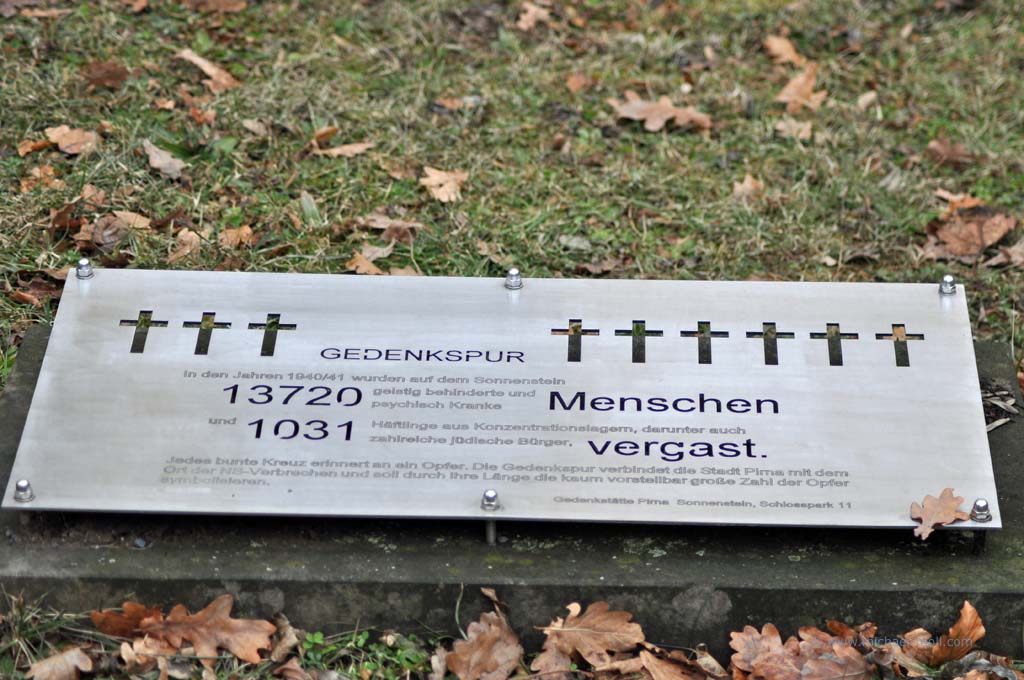 GEDENKSPUR
In den Jahren 1940/41 wurden auf dem Sonnenstein
13720 geistig behinderte und psychisch Kranke Menschen
und 1031 Häftlinge aus Konzentrationslagern, darunter auch zahlreiche jüdische Bürger, vergast.
Jedes bunte Kreuz erinnert an ein Opfer. Die Gedenkspur verbindet die Stadt Pirna mit dem
Ort der NS-Verbrechen und soll durch ihre Länge die kaum vorstellbar große Zahl der Opfer
symbolisieren.
Gedenkstätte Pirna Sonnenstein, Schlosspark 11